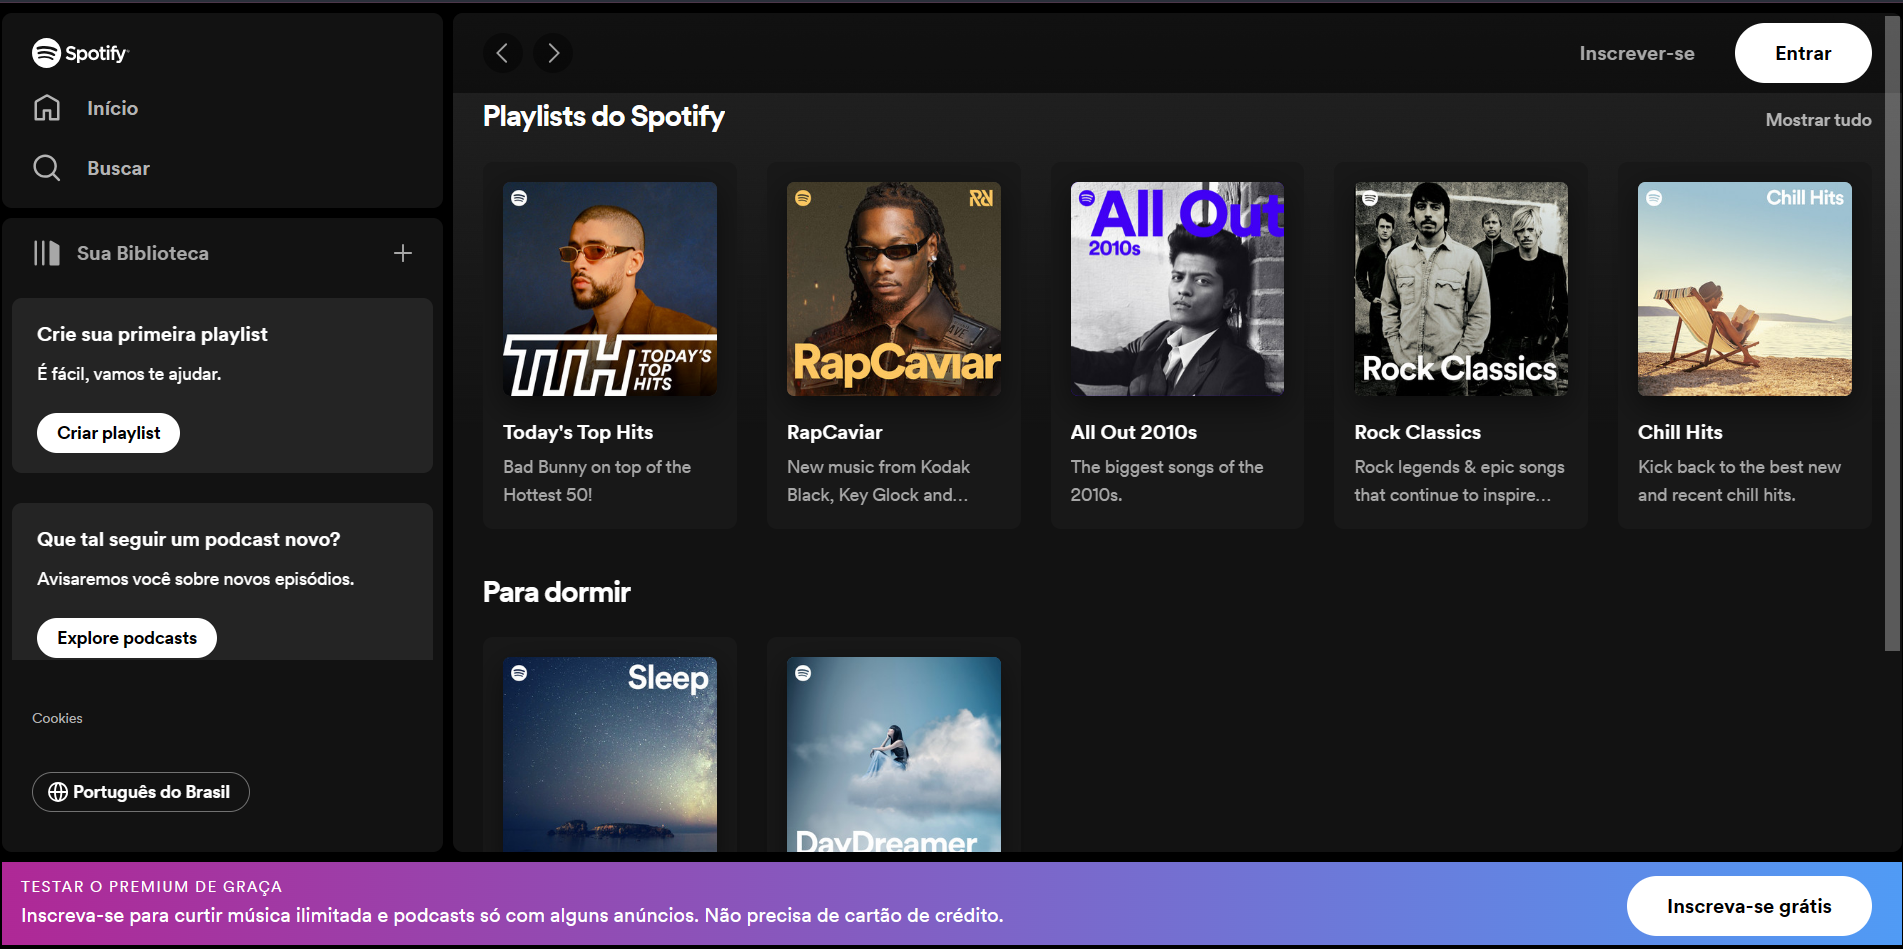 Spotify
Início
Buscar
Sua Biblioteca
Crie sua primeira playlist
É fácil, vamos te ajudar.
Criar playlist
Que tal seguir um podcast novo?
Avisaremos você sobre novos episódios.
Explore podcasts
Cookies
Português do Brasil
Inscrever-se
Entrar
Playlists do Spotify
Mostrar tudo
TTH TODAY'S
TOP
HITS
Today's Top Hits
Bad Bunny on top of the
Hottest 50!
RapCaviar
RapCaviar
New music from Kodak
Black, Key Glock and...
All Out
2010s
All Out 2010s
The biggest songs of the
2010s.
Rock Classics
Rock Classics
Rock legends & epic songs
that continue to inspire...
Chill Hits
Chill Hits
Kick back to the best new
and recent chill hits.
Para dormir
Sleep
DayDreamer
TESTAR O PREMIUM DE GRAÇA
Inscreva-se para curtir música ilimitada e podcasts só com alguns anúncios. Não precisa de cartão de crédito.
Inscreva-se grátis